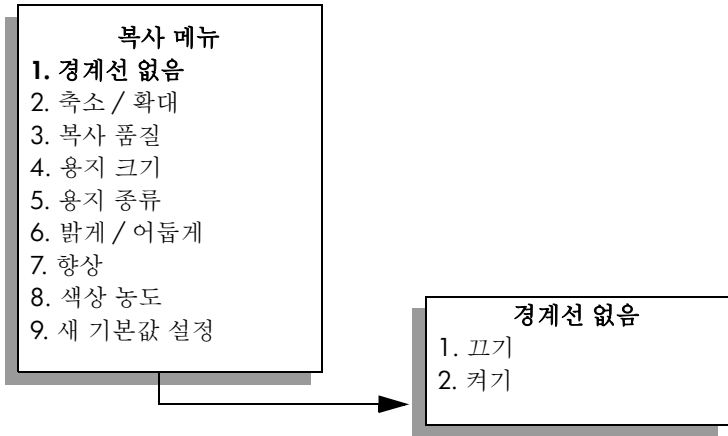 복사 메뉴
1. 경계선 없음
2. 축소 / 확대
3. 복사 품질
4. 용지 크기
5. 용지 종류
6. 밝게 / 어둡게
7. 향상
8. 색상 농도
9. 새 기본값 설정
경계선 없음
1. 끄기
2. 켜기